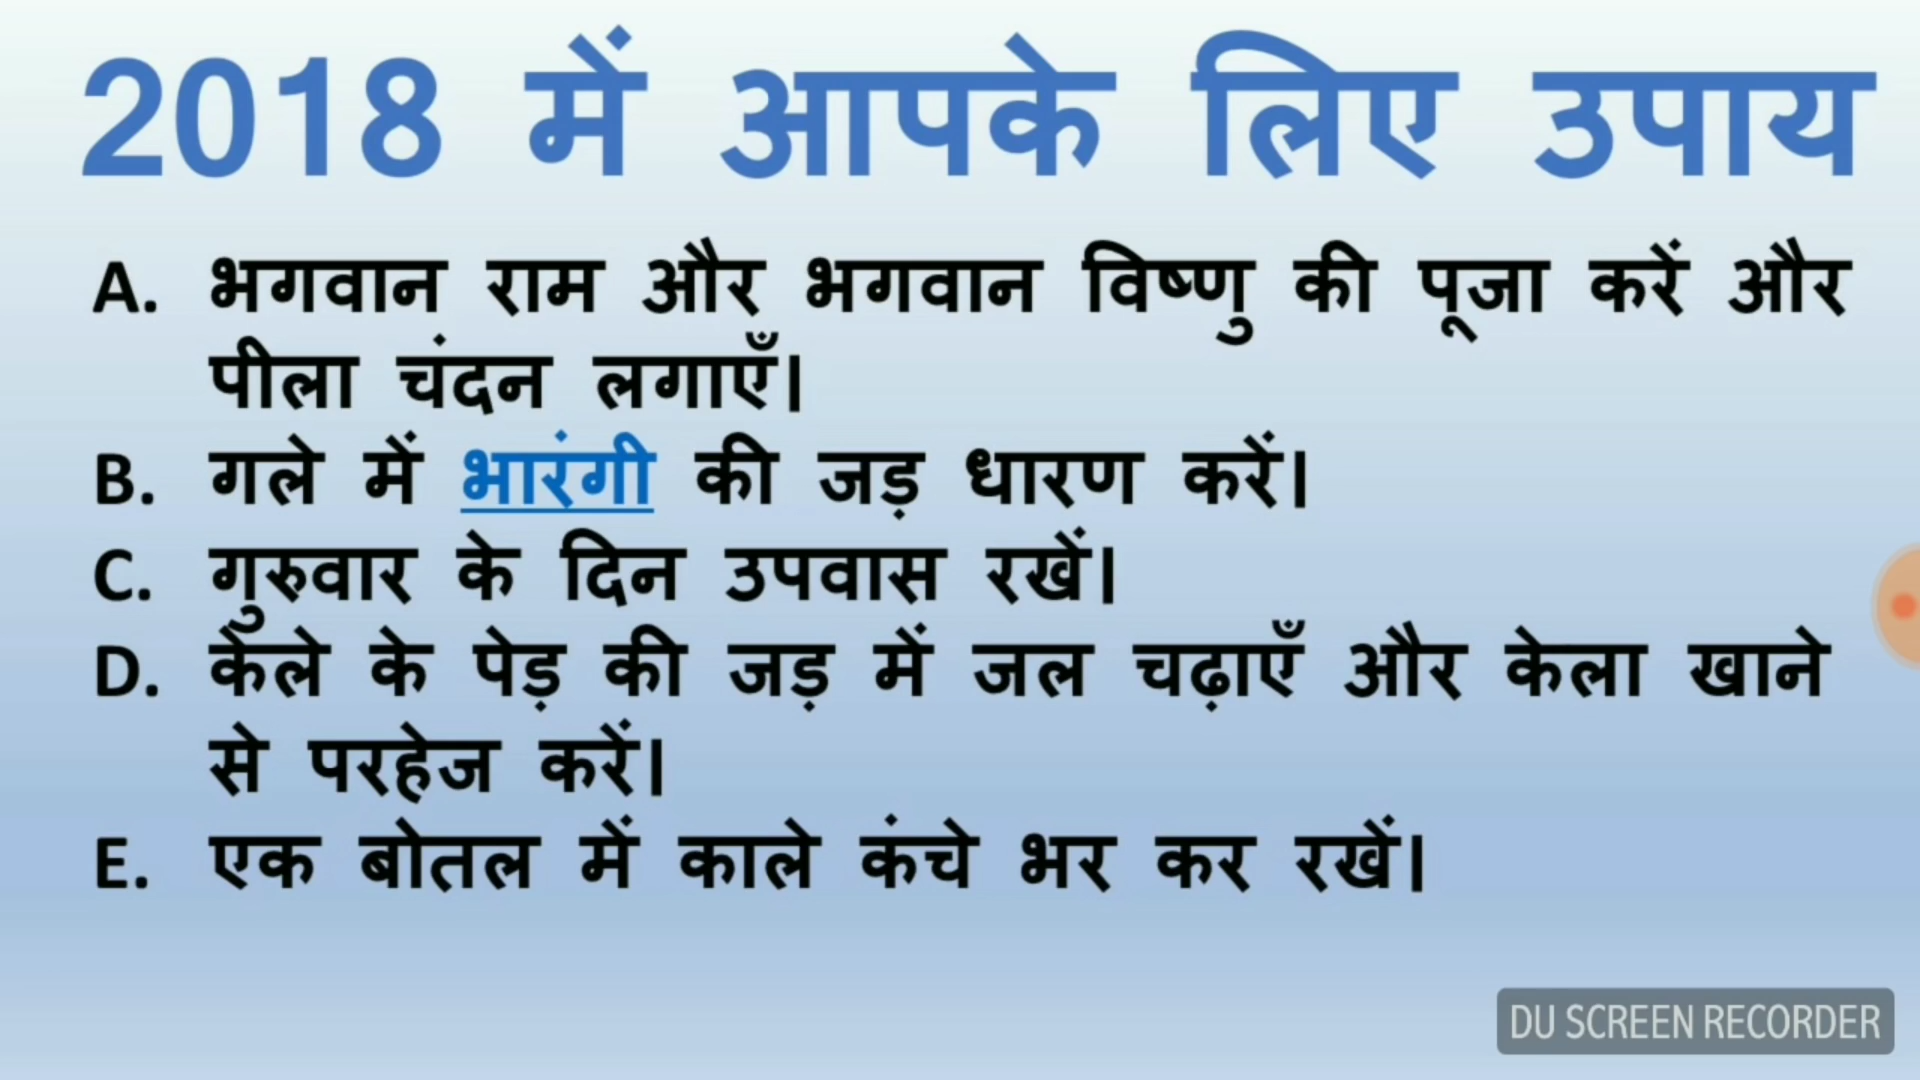 2018 में आपके लिए उपाय
A. भगवान राम और भगवान विष्णु की पूजा करें और
पीला चंदन लगाएँ।
B. गले में भारंगी की जड़ धारण करें।
C. गुरुवार के दिन उपवास रखें।
D. केले के पेड़ की जड़ में जल चढ़ाएँ और केला खाने
से परहेज करें।
E. एक बोतल में काले कंचे भर कर रखें।
DU SCREEN RECORDER